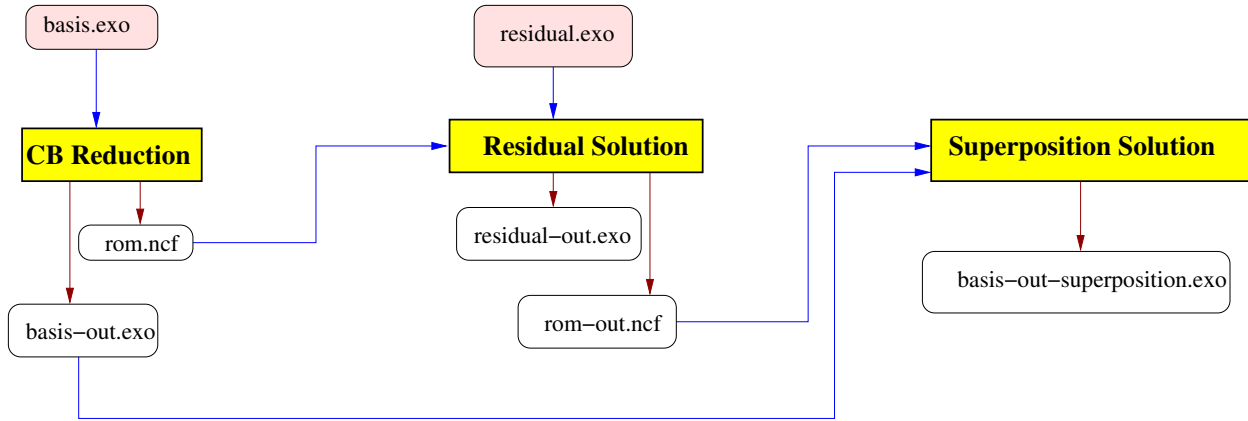 basis.exo
residual.exo
CB Reduction
Residual Solution
Superposition Solution
rom.ncf
residual−out.exo
basis−out−superposition.exo
basis−out.exo
rom−out.ncf